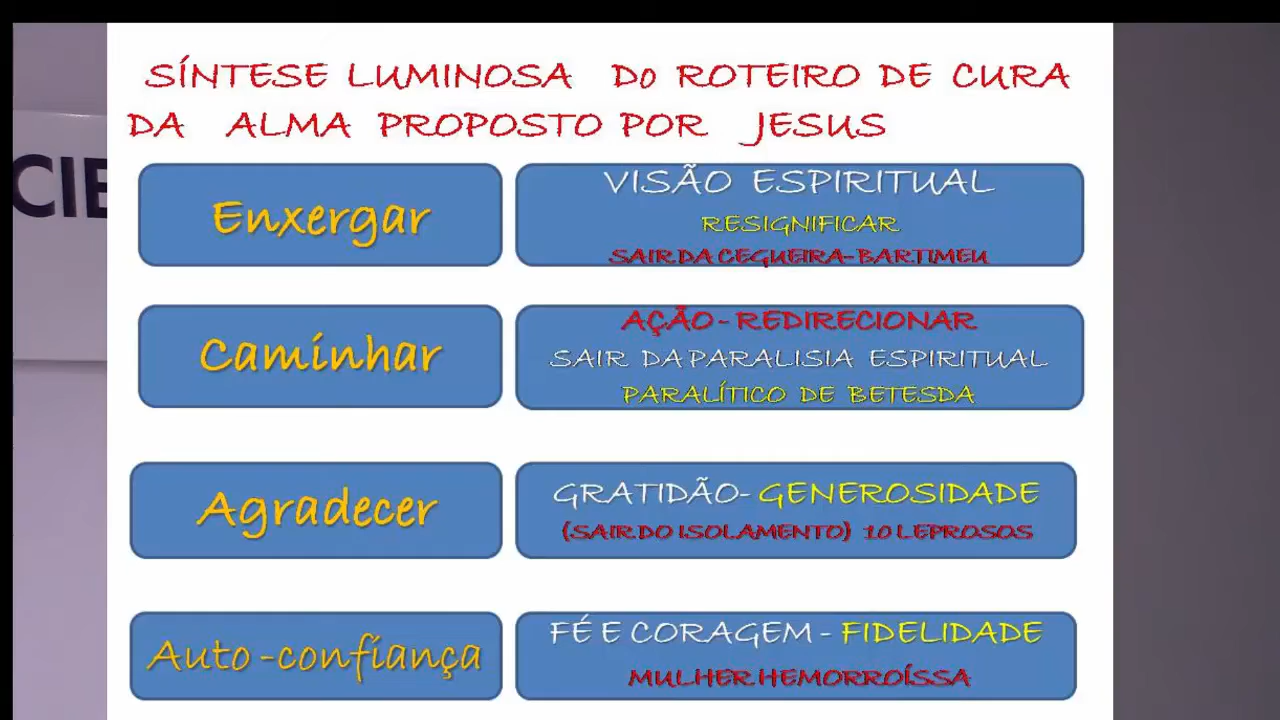 SÍNTESE LUMINOSA Do ROTEIRO DE CURA
DA ALMA PROPOSTO POR JESUS
CIE
Enxergar
VISÃO ESPIRITUAL
RESIGNIFICAR
SAIR DA CEGUEIRA-BARTIMEU
Caminhar
AÇÃO - REDIRECIONAR
SAIR DA PARALISIA ESPIRITUAL
PARALÍTICO DE BETESDA
Agradecer
GRATIDÃO- GENEROSIDADE
(SAIR DO ISOLAMENTO) 10 LEPROSOS
Auto-confiança
FÉ E CORAGEM - FIDELIDADE
MULHER HEMORROÍSSA